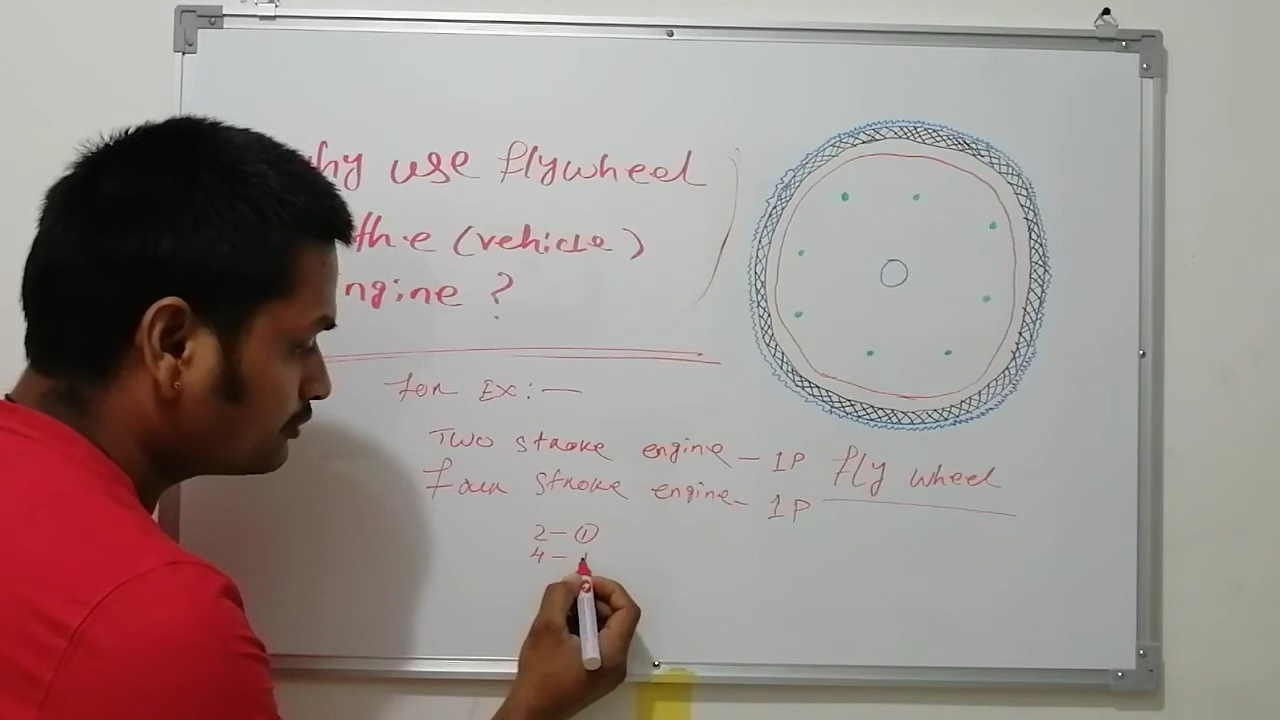 why use flywheel
the (vehicle)
ngine ?
For Ex : —
Two stroke engine - 1P
Four stroke engine - 1P
fly wheel
2 - ①
4 -